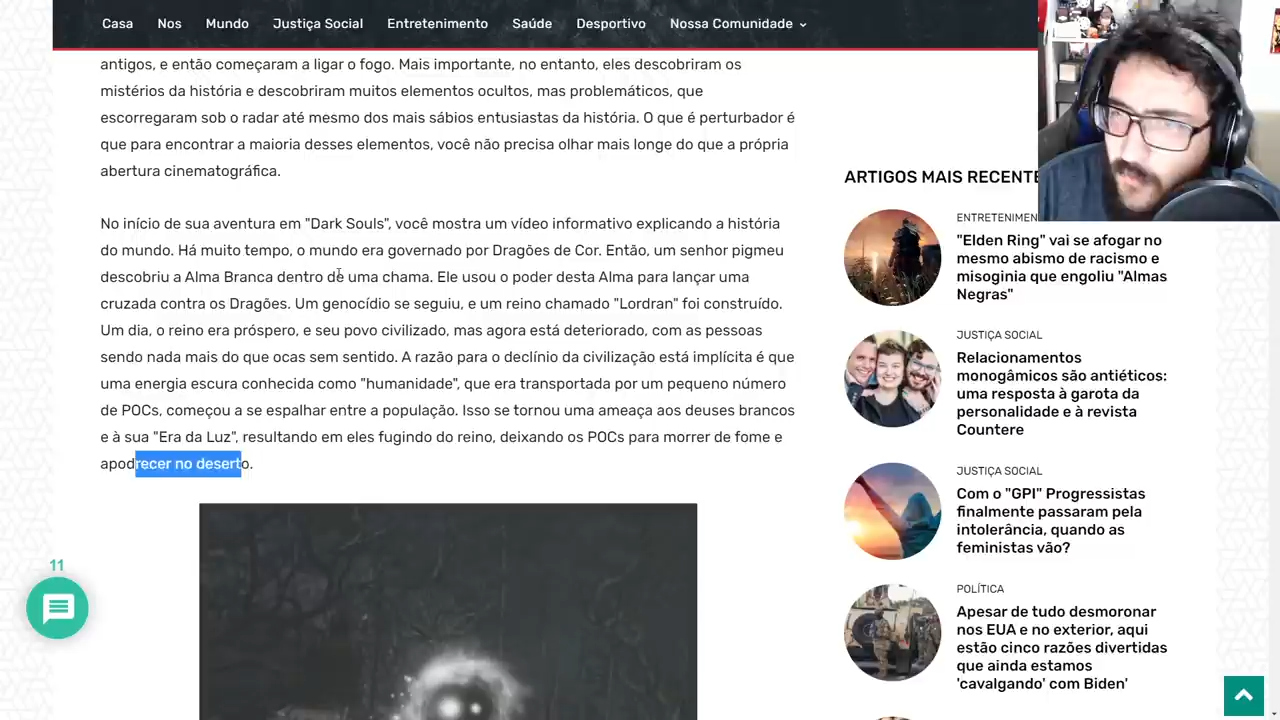 Casa Nos Mundo Justiça Social Entretenimento Saúde Desportivo Nossa Comunidade
antigos, e então começaram a ligar o fogo. Mais importante, no entanto, eles descobriram os
mistérios da história e descobriram muitos elementos ocultos, mas problemáticos, que
escorregaram sob o radar até mesmo dos mais sábios entusiastas da história. O que é perturbador é
que para encontrar a maioria desses elementos, você não precisa olhar mais longe do que a própria
abertura cinematográfica.
No início de sua aventura em "Dark Souls", você mostra um vídeo informativo explicando a história
do mundo. Há muito tempo, o mundo era governado por Dragões de Cor. Então, um senhor pigmeu
descobriu a Alma Branca dentro de uma chama. Ele usou o poder desta Alma para lançar uma
cruzada contra os Dragões. Um genocídio se seguiu, e um reino chamado "Lordran" foi construído.
Um dia, o reino era próspero, e seu povo civilizado, mas agora está deteriorado, com as pessoas
sendo nada mais do que ocas sem sentido. A razão para o declínio da civilização está implícita é que
uma energia escura conhecida como "humanidade", que era transportada por um pequeno número
de POCs, começou a se espalhar entre a população. Isso se tornou uma ameaça aos deuses brancos
e à sua "Era da Luz", resultando em eles fugindo do reino, deixando os POCs para morrer de fome e
apodrecer no deserto.
11
ARTIGOS MAIS RECENTE
ENTRETENIMEN
"Elden Ring" vai se afogar no
mesmo abismo de racismo e
misoginia que engoliu "Almas
Negras"
JUSTIÇA SOCIAL
Relacionamentos
monogâmicos são antiéticos:
uma resposta à garota da
personalidade e à revista
Countere
JUSTIÇA SOCIAL
Com o "GPI" Progressistas
finalmente passaram pela
intolerância, quando as
feministas vão?
POLÍTICA
Apesar de tudo desmoronar
nos EUA e no exterior, aqui
estão cinco razões divertidas
que ainda estamos
'cavalgando' com Biden'